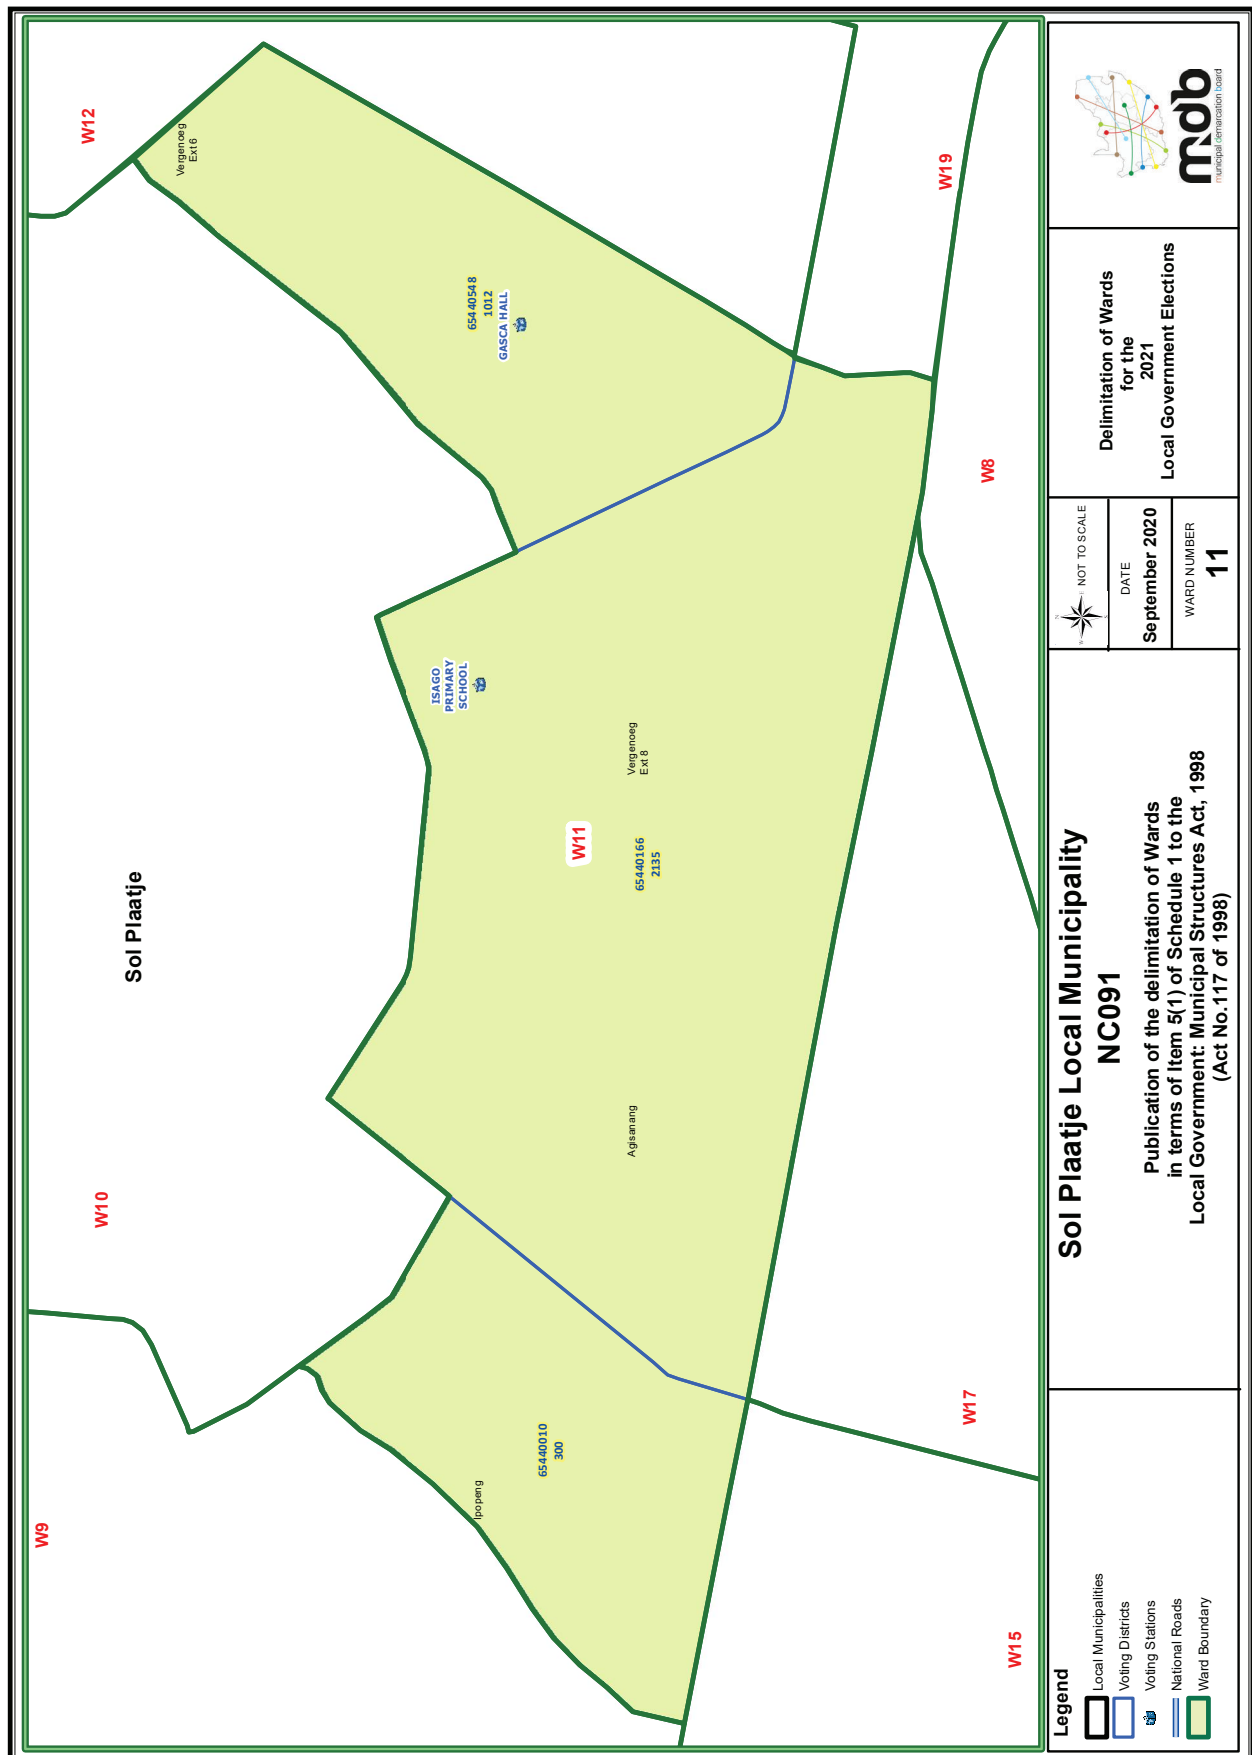 W9
W10
W12
Sol Plaatje
Vergenoeg
Ext 6
65440548
1012
GASCA HALL
ISAGO
PRIMARY
SCHOOL
W11
Vergenoeg
Ext 8
65440166
2135
Agisanang
Ipopeng
65440010
300
W15
W17
W8
W19
Legend
Local Municipalities
Voting Districts
Voting Stations
National Roads
Ward Boundary
Sol Plaatje Local Municipality
NC091
Publication of the delimitation of Wards
in terms of Item 5(1) of Schedule 1 to the
Local Government: Municipal Structures Act, 1998
(Act No.117 of 1998)
N
W
E
S
NOT TO SCALE
DATE
September 2020
WARD NUMBER
11
Delimitation of Wards
for the
2021
Local Government Elections
mdb
municipal demarcation board